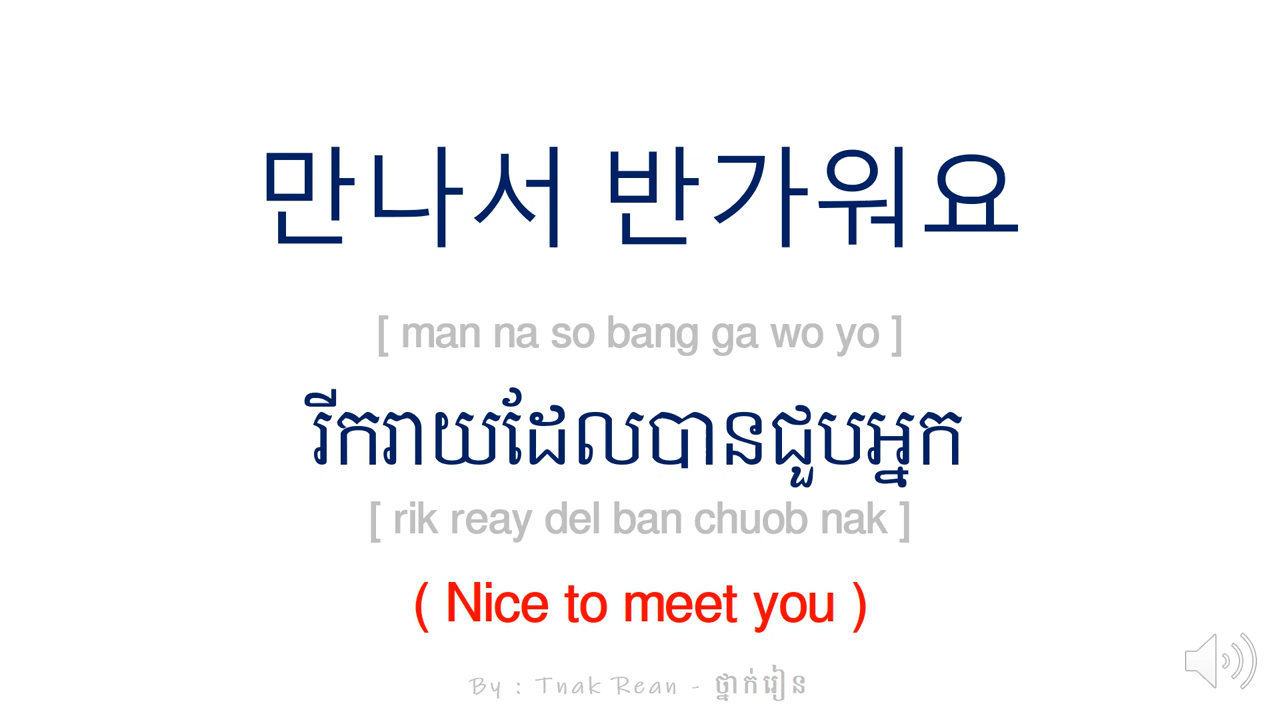 만나서 반가워요
[ man na so bang ga wo yo ]
រីករាយដែលបានជួបអ្នក
[ rik reay del ban chuob nak ]
( Nice to meet you )
By : Tnak Rean - ថ្នាក់រៀន